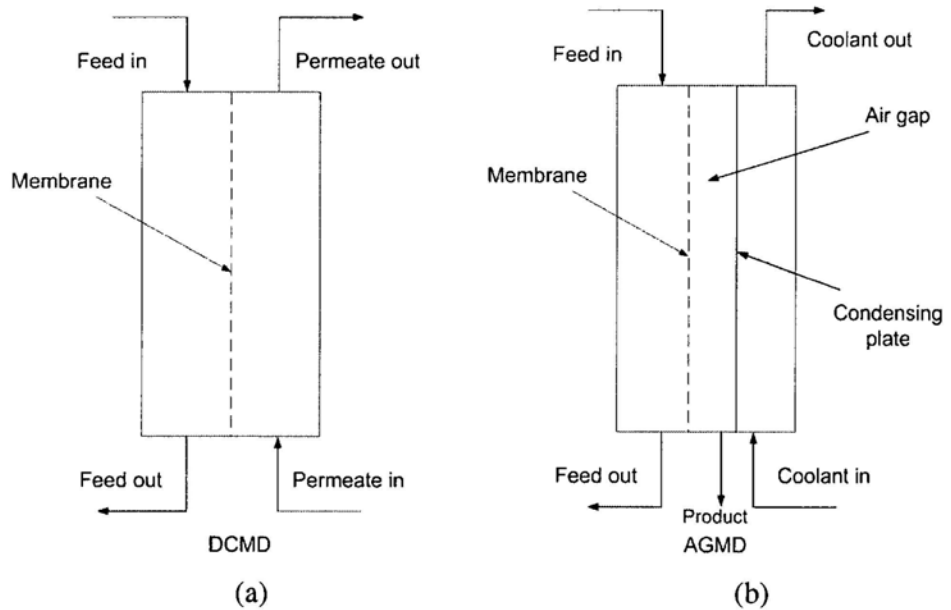 Feed in
Permeate out
Membrane
Feed out
Permeate in
DCMD
(a)
Feed in
Coolant out
Air gap
Membrane
Condensing
plate
Feed out
Coolant in
Product
AGMD
(b)